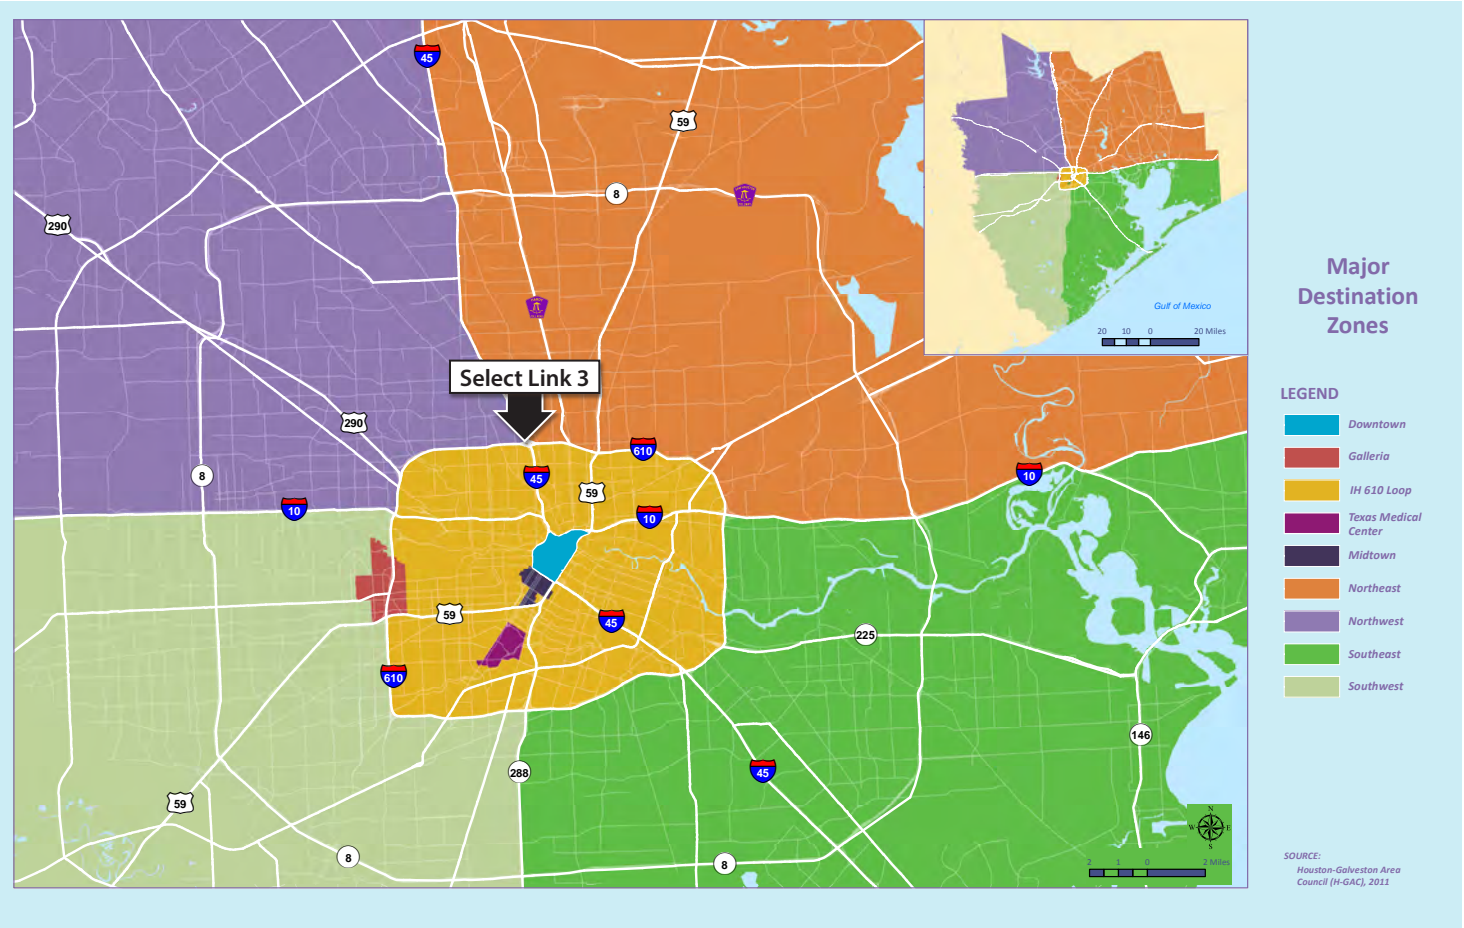 45
59
8
290
Select Link 3
290
610
45
59
8
10
10
10
59
45
225
610
146
288
45
59
8
8
Gulf of Mexico
20 10 0 20 Miles
N
W E
S
2 1 0 2 Miles
Major
Destination
Zones
LEGEND
Downtown
Galleria
IH 610 Loop
Texas Medical
Center
Midtown
Northeast
Northwest
Southeast
Southwest
SOURCE:
Houston-Galveston Area
Council (H-GAC), 2011